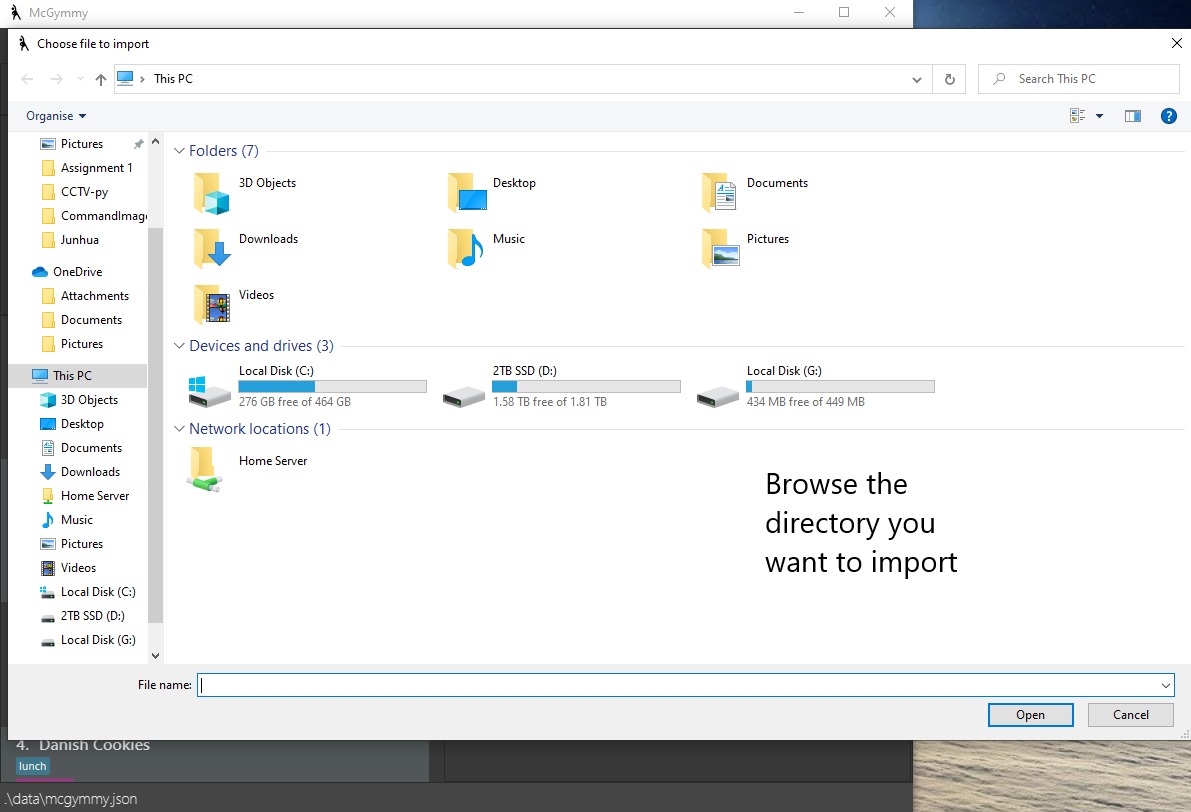 McGymmy
Choose file to import
This PC
Search This PC
Organise
Pictures
Assignment 1
CCTV-py
CommandImage
Junhua
OneDrive
Attachments
Documents
Pictures
This PC
3D Objects
Desktop
Documents
Downloads
Home Server
Music
Pictures
Videos
Local Disk (C:)
2TB SSD (D:)
Local Disk (G:)
Folders (7)
3D Objects
Desktop
Documents
Downloads
Music
Pictures
Videos
Devices and drives (3)
Local Disk (C:)
276 GB free of 464 GB
2TB SSD (D:)
1.58 TB free of 1.81 TB
Local Disk (G:)
434 MB free of 449 MB
Network locations (1)
Home Server
Browse the
directory you
want to import
File name:
Open
Cancel
4. Danish Cookies
lunch
.\data\mcgymmy.json